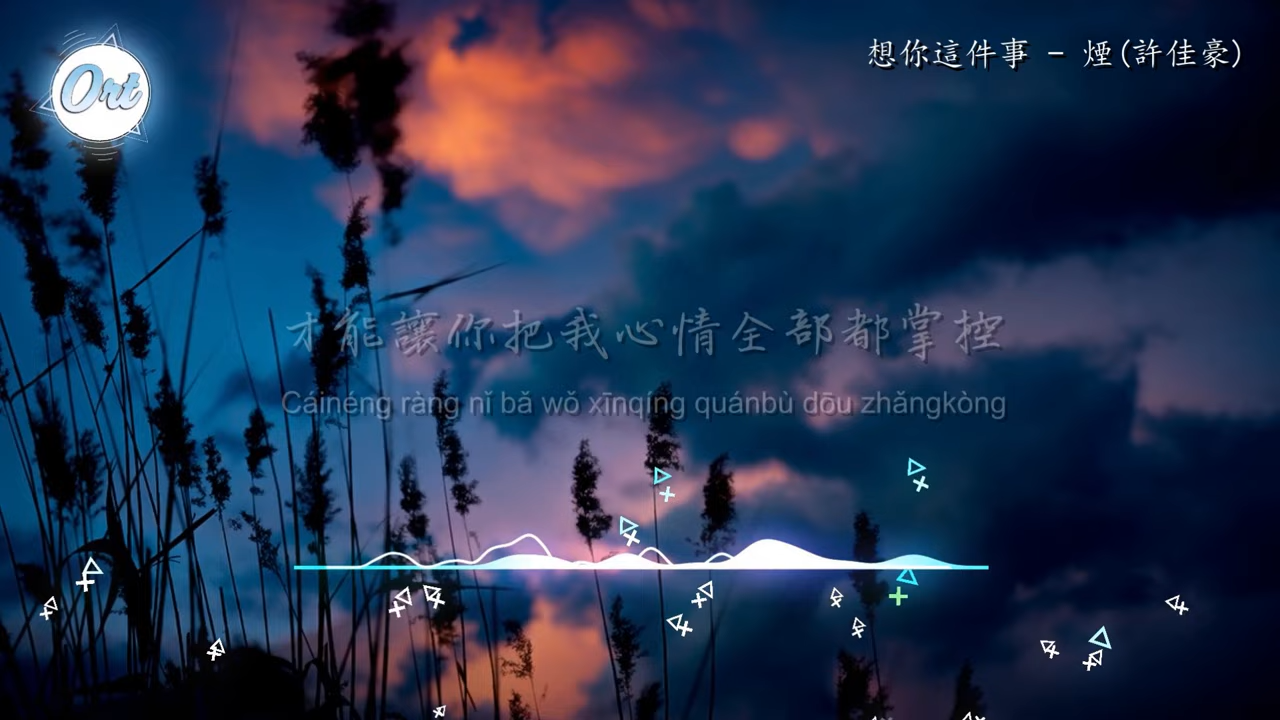 Ort
想你這件事 - 煙(許佳豪)
才能讓你把我心情全部都掌控
Cáinéng ràng nǐ bǎ wǒ xīnqíng quánbù dōu zhǎngkòng